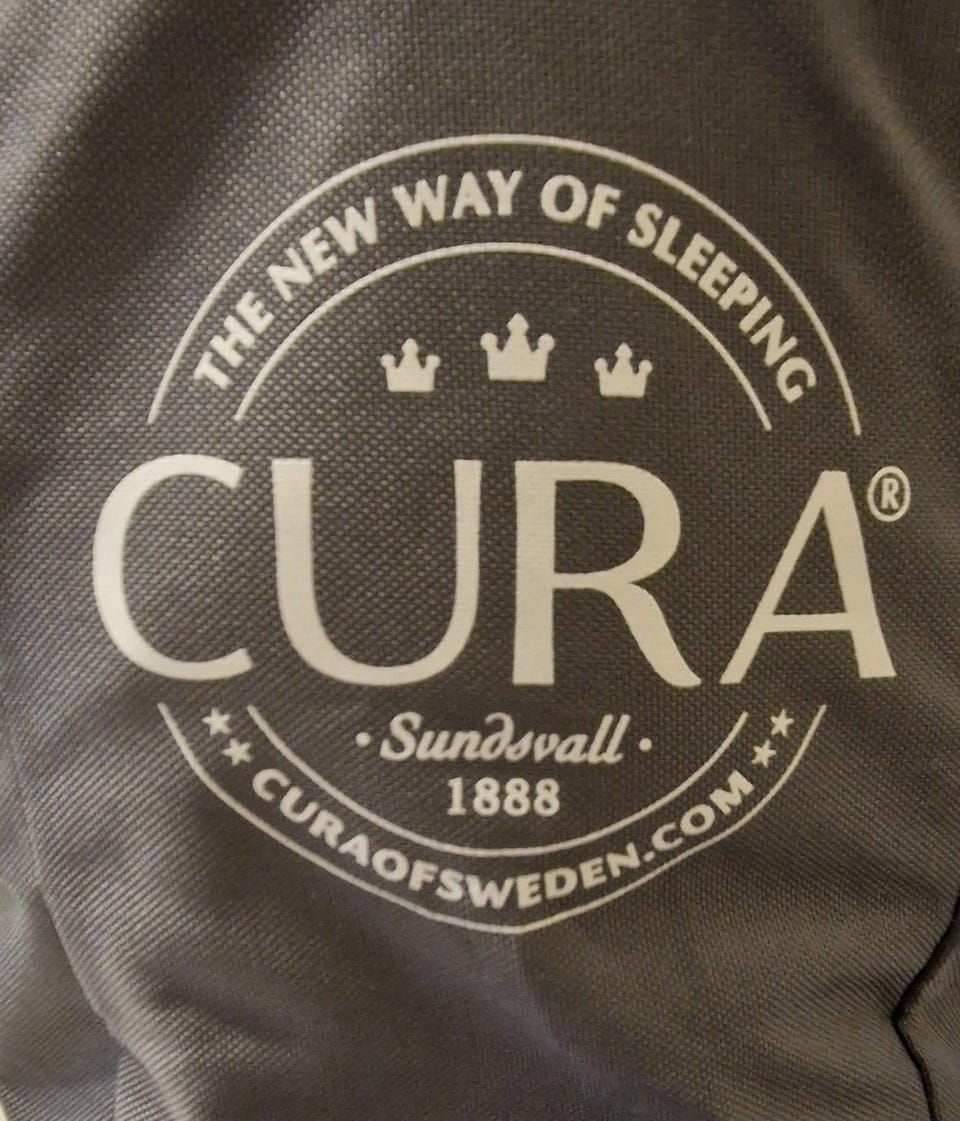 THE NEW WAY OF SLEEPING
CURA®
· Sundsvall ·
1888
CURAOFSWEDEN.COM